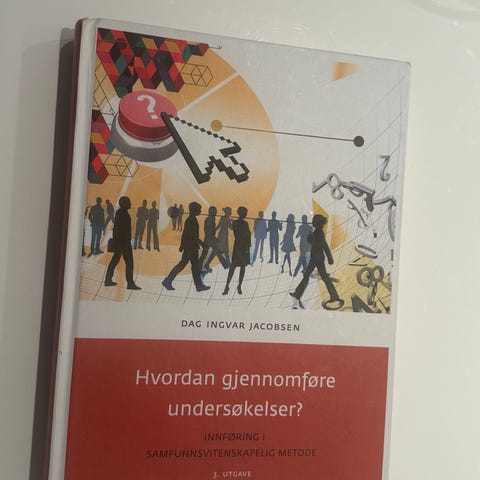 ?
DAG INGVAR JACOBSEN
Hvordan gjennomføre
undersøkelser?
INNFØRING I
SAMFUNNSVITENSKAPELIG METODE
3. UTGAVE